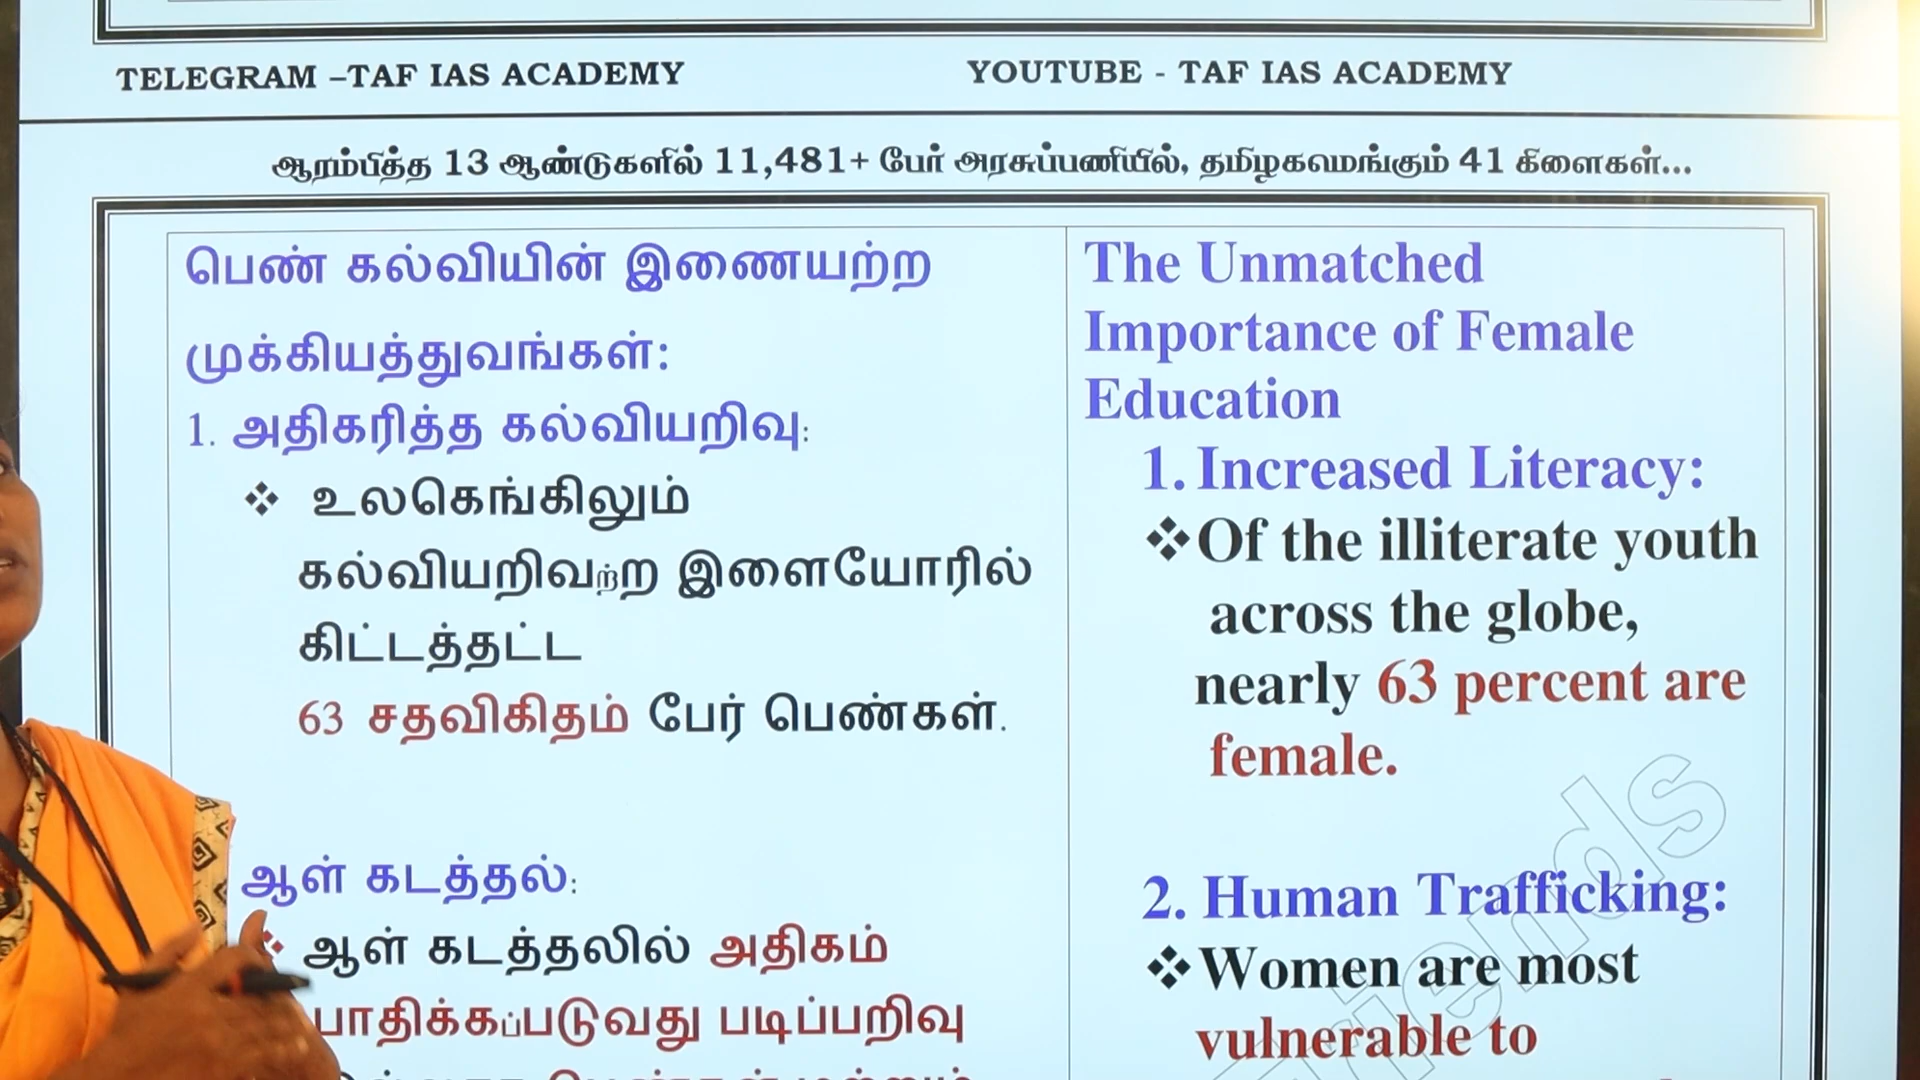 TELEGRAM –TAF IAS ACADEMY
YOUTUBE - TAF IAS ACADEMY
ஆரம்பித்த 13 ஆண்டுகளில் 11,481+ பேர் அரசுப்பணியில், தமிழகமெங்கும் 41 கிளைகள்...
பெண் கல்வியின் இணையற்ற
முக்கியத்துவங்கள்:
1. அதிகரித்த கல்வியறிவு:
❖ உலகெங்கிலும்
கல்வியறிவற்ற இளையோரில்
கிட்டத்தட்ட
63 சதவிகிதம் பேர் பெண்கள்.
ஆள் கடத்தல்:
ஆள் கடத்தலில் அதிகம்
பாதிக்கப்படுவது படிப்பறிவு
The Unmatched
Importance of Female
Education
1. Increased Literacy:
❖Of the illiterate youth
across the globe,
nearly 63 percent are
female.
2. Human Trafficking:
❖Women are most
vulnerable to